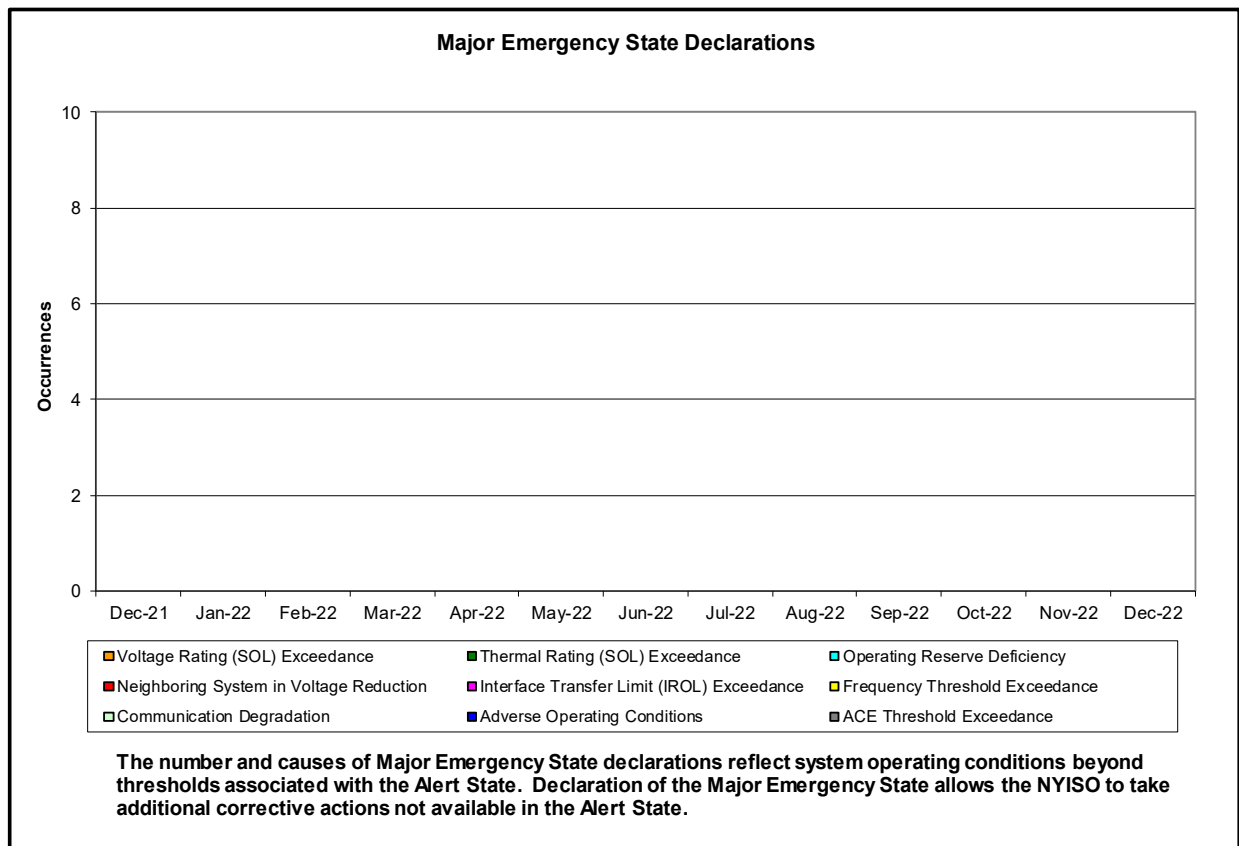 Major Emergency State Declarations
10
8
6
4
2
0
Occurrences
Dec-21 Jan-22 Feb-22 Mar-22 Apr-22 May-22 Jun-22 Jul-22 Aug-22 Sep-22 Oct-22 Nov-22 Dec-22
Voltage Rating (SOL) Exceedance Thermal Rating (SOL) Exceedance Operating Reserve Deficiency
Neighboring System in Voltage Reduction Interface Transfer Limit (IROL) Exceedance Frequency Threshold Exceedance
Communication Degradation Adverse Operating Conditions ACE Threshold Exceedance
The number and causes of Major Emergency State declarations reflect system operating conditions beyond
thresholds associated with the Alert State. Declaration of the Major Emergency State allows the NYISO to take
additional corrective actions not available in the Alert State.